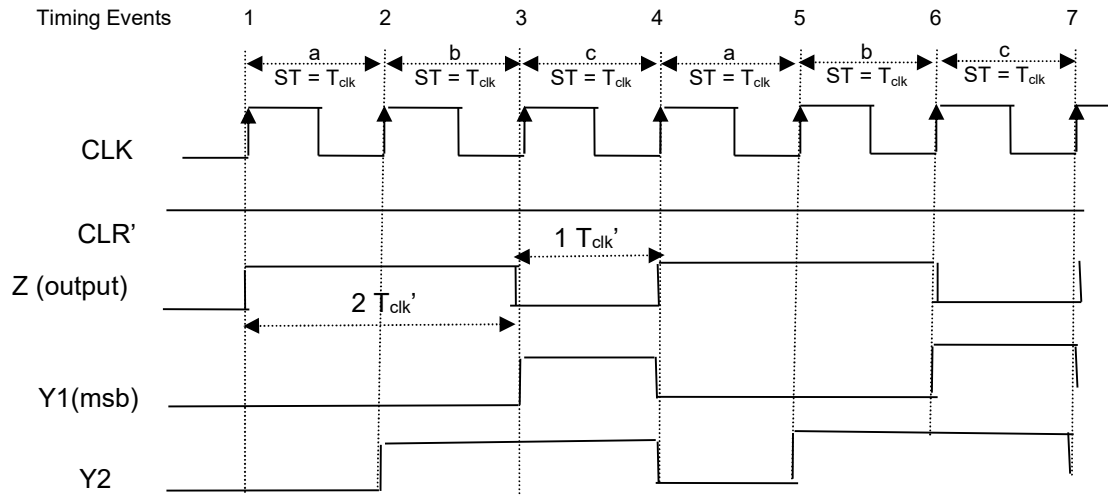 Timing Events 1 2 3 4 5 6 7
a b c a b c
ST = Tclk ST = Tclk ST = Tclk ST = Tclk ST = Tclk ST = Tclk
CLK
CLR’
1 Tclk’
Z (output)
2 Tclk’
Y1(msb)
Y2